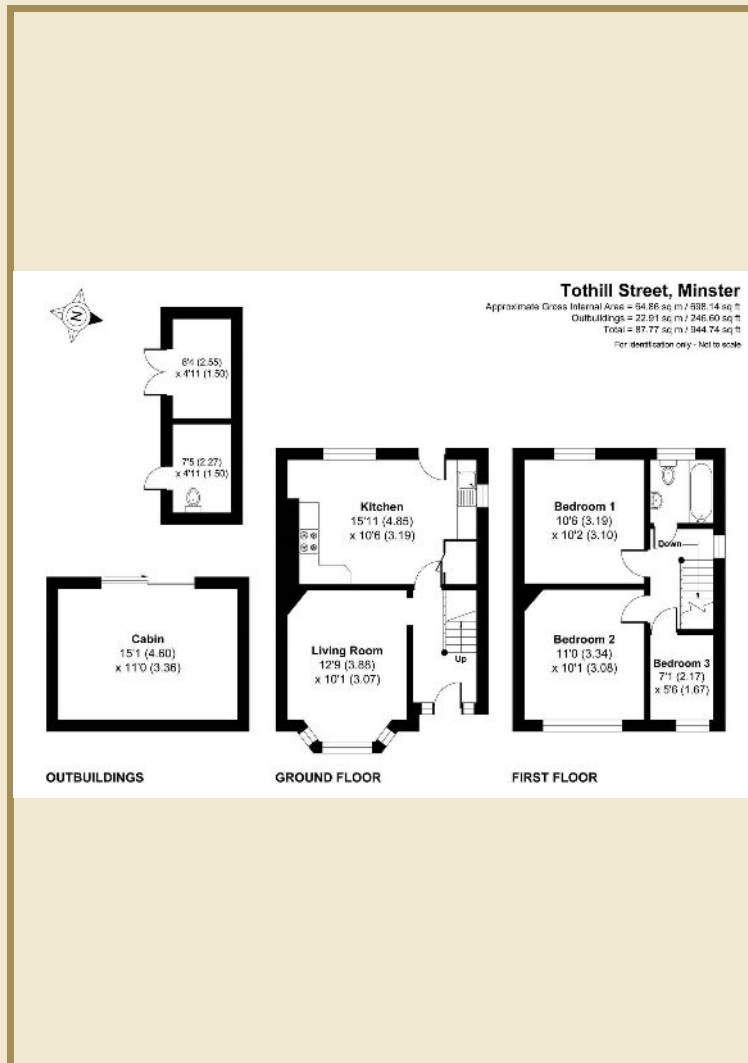 Tothill Street, Minster
Approximate Gross Internal Area = 64.86 sq m / 698.14 sq ft
Outbuildings = 22.91 sq m / 246.60 sq ft
Total = 87.77 sq m / 944.74 sq ft
For identification only - Not to scale
N
8'4 (2.55)
x 4'11 (1.50)
7'5 (2.27)
x 4'11 (1.50)
Cabin
15'1 (4.60)
x 11'0 (3.36)
OUTBUILDINGS
Kitchen
15'11 (4.85)
x 10'6 (3.19)
Living Room
12'9 (3.88)
x 10'1 (3.07)
Up
GROUND FLOOR
Bedroom 1
10'6 (3.19)
x 10'2 (3.10)
Down
Bedroom 2
11'0 (3.34)
x 10'1 (3.08)
Bedroom 3
7'1 (2.17)
x 5'6 (1.67)
FIRST FLOOR